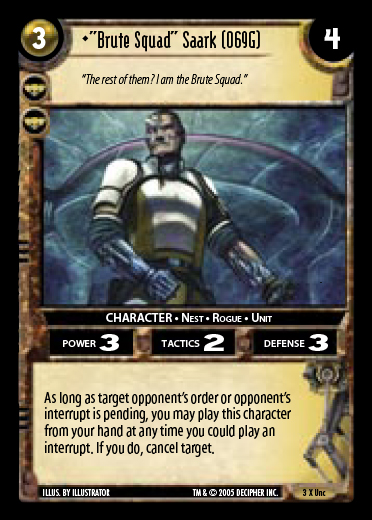 3
•"Brute Squad" Saark (069G)
4
"The rest of them? I am the Brute Squad."
CHARACTER • NEST • ROGUE • UNIT
POWER 3
TACTICS 2
DEFENSE 3
As long as target opponent's order or opponent's
interrupt is pending, you may play this character
from your hand at any time you could play an
interrupt. If you do, cancel target.
ILLUS. BY ILLUSTRATOR
TM & © 2005 DECIPHER INC.
3 X Unc